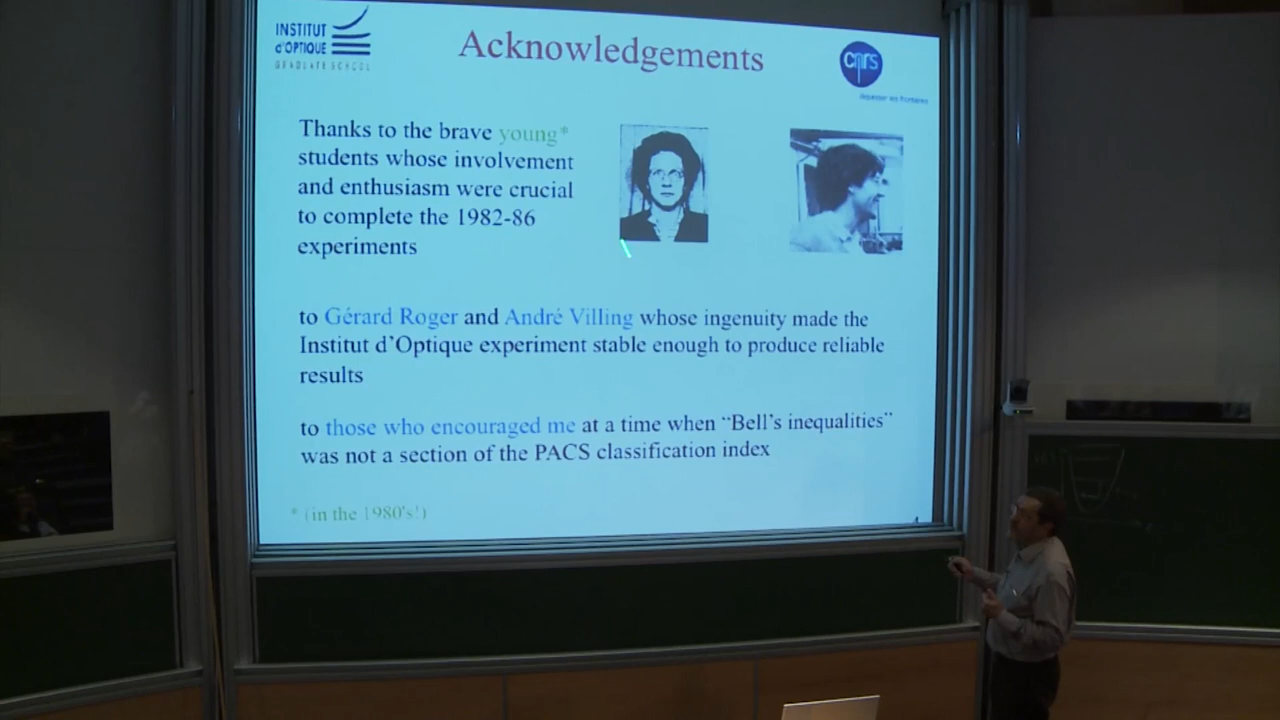 INSTITUT
d'OPTIQUE
GRADUATE SCHOOL
Acknowledgements
cnrs
dépasser les frontières
Thanks to the brave young*
students whose involvement
and enthusiasm were crucial
to complete the 1982-86
experiments
to Gérard Roger and André Villing whose ingenuity made the
Institut d'Optique experiment stable enough to produce reliable
results
to those who encouraged me at a time when "Bell's inequalities"
was not a section of the PACS classification index
* (in the 1980's!)